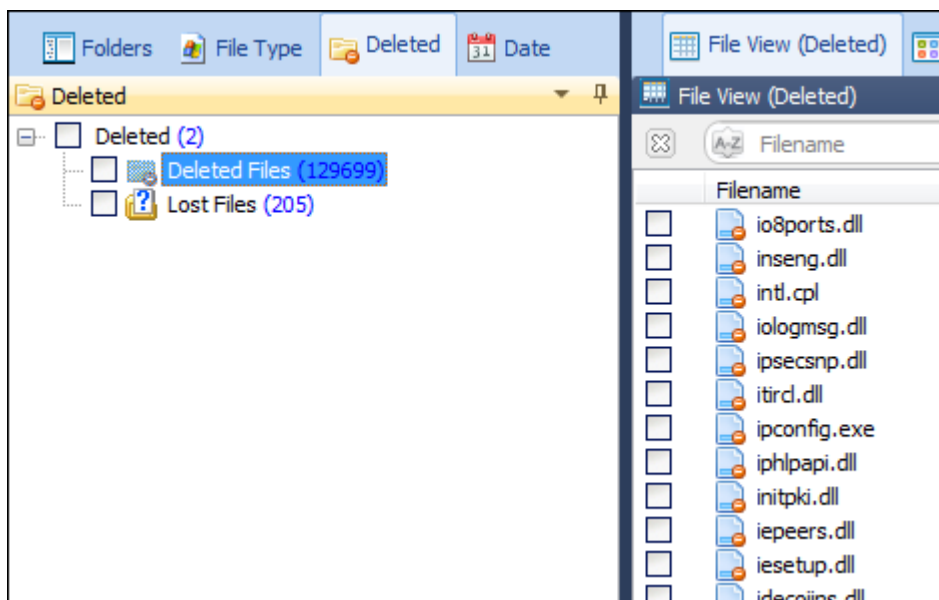 Folders File Type Deleted 31 Date
Deleted
Deleted (2)
Deleted Files (129699)
Lost Files (205)
File View (Deleted)
File View (Deleted)
A-Z Filename
Filename
io8ports.dll
inseng.dll
intl.cpl
iologmsg.dll
ipsecsnp.dll
itircl.dll
ipconfig.exe
iphlpapi.dll
initpki.dll
iepeers.dll
iesetup.dll